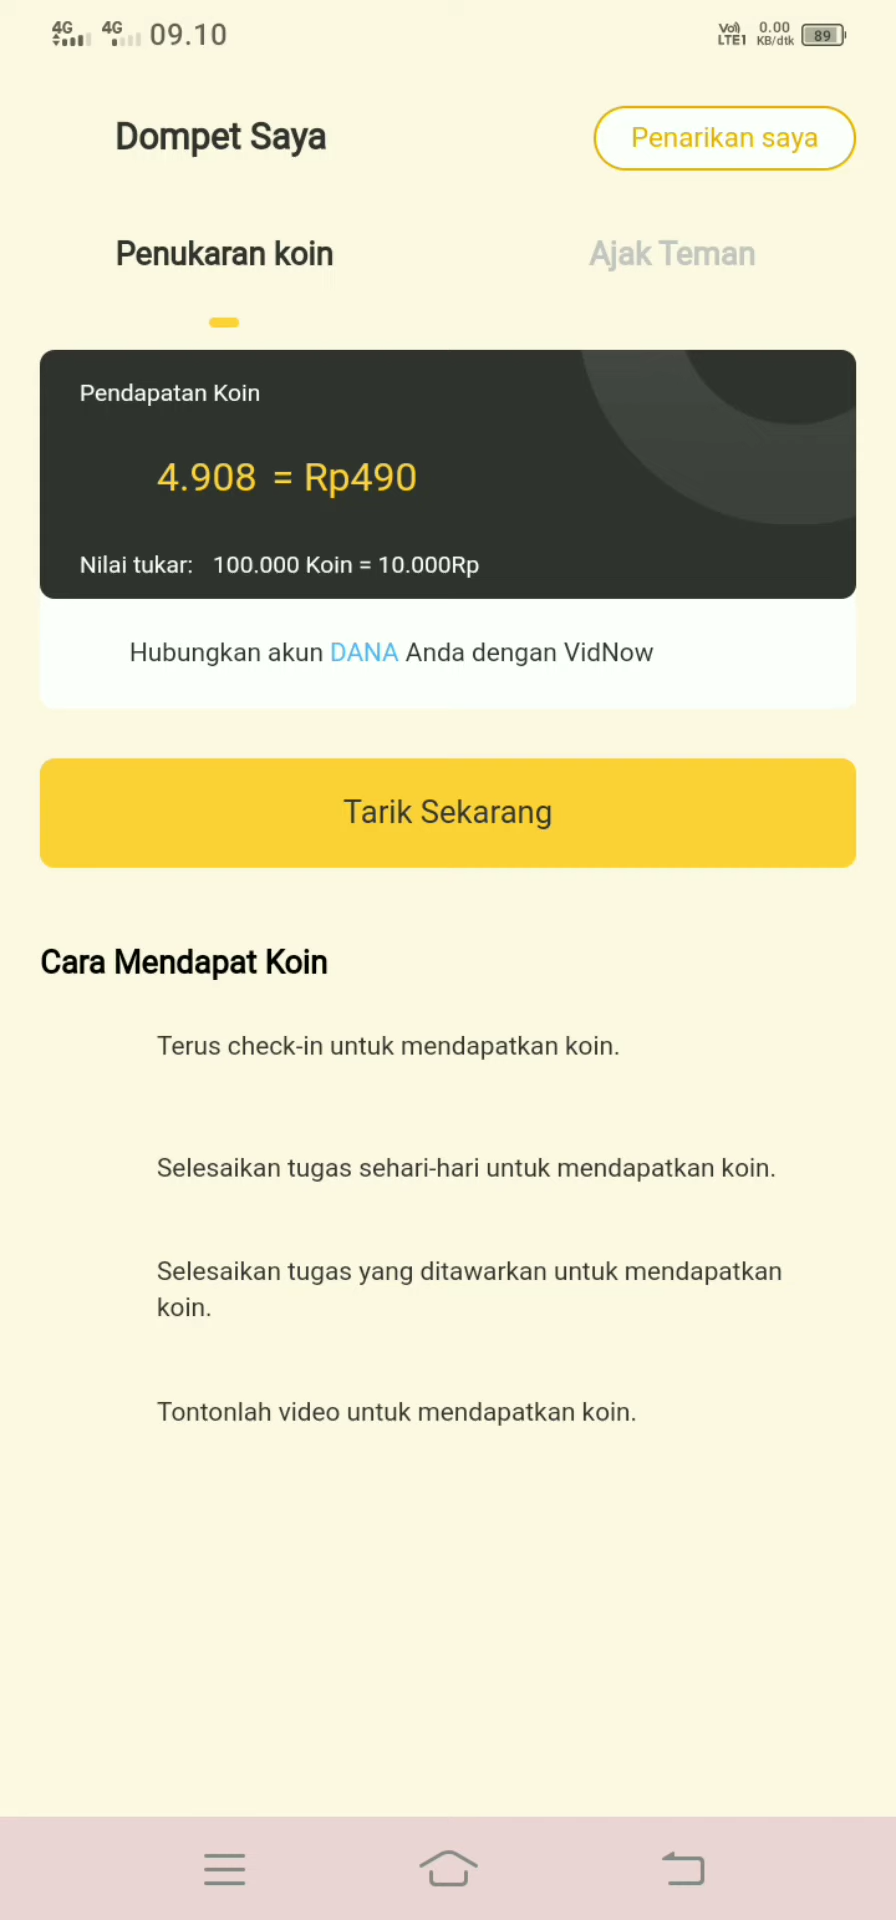 4G 4G 09.10 Vo) LTE1 0.00 KB/dtk 89
Dompet Saya
Penarikan saya
Penukaran koin
Ajak Teman
Pendapatan Koin
4.908 = Rp490
Nilai tukar: 100.000 Koin = 10.000Rp
Hubungkan akun DANA Anda dengan VidNow
Tarik Sekarang
Cara Mendapat Koin
Terus check-in untuk mendapatkan koin.
Selesaikan tugas sehari-hari untuk mendapatkan koin.
Selesaikan tugas yang ditawarkan untuk mendapatkan
koin.
Tontonlah video untuk mendapatkan koin.